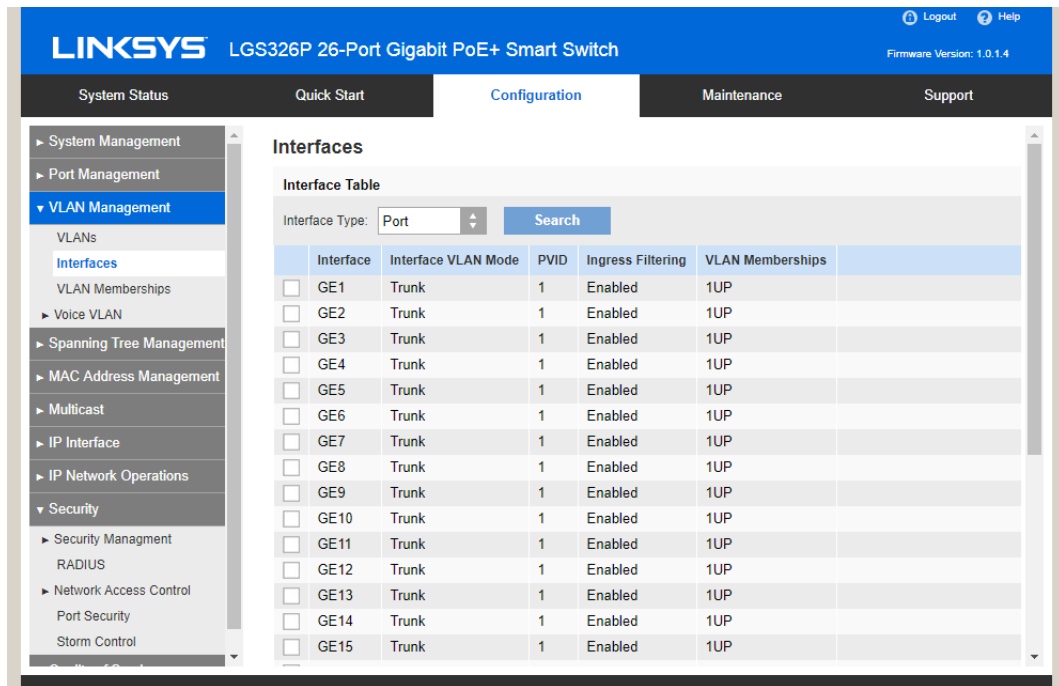 Logout Help
LINKSYS LGS326P 26-Port Gigabit PoE+ Smart Switch
Firmware Version: 1.0.1.4
System Status Quick Start Configuration Maintenance Support
System Management
Port Management
VLAN Management
VLANs
Interfaces
VLAN Memberships
Voice VLAN
Spanning Tree Management
MAC Address Management
Multicast
IP Interface
IP Network Operations
Security
Security Managment
RADIUS
Network Access Control
Port Security
Storm Control
Interfaces
Interface Table
Interface Type: Port Search
Interface Interface VLAN Mode PVID Ingress Filtering VLAN Memberships
GE1 Trunk 1 Enabled 1UP
GE2 Trunk 1 Enabled 1UP
GE3 Trunk 1 Enabled 1UP
GE4 Trunk 1 Enabled 1UP
GE5 Trunk 1 Enabled 1UP
GE6 Trunk 1 Enabled 1UP
GE7 Trunk 1 Enabled 1UP
GE8 Trunk 1 Enabled 1UP
GE9 Trunk 1 Enabled 1UP
GE10 Trunk 1 Enabled 1UP
GE11 Trunk 1 Enabled 1UP
GE12 Trunk 1 Enabled 1UP
GE13 Trunk 1 Enabled 1UP
GE14 Trunk 1 Enabled 1UP
GE15 Trunk 1 Enabled 1UP